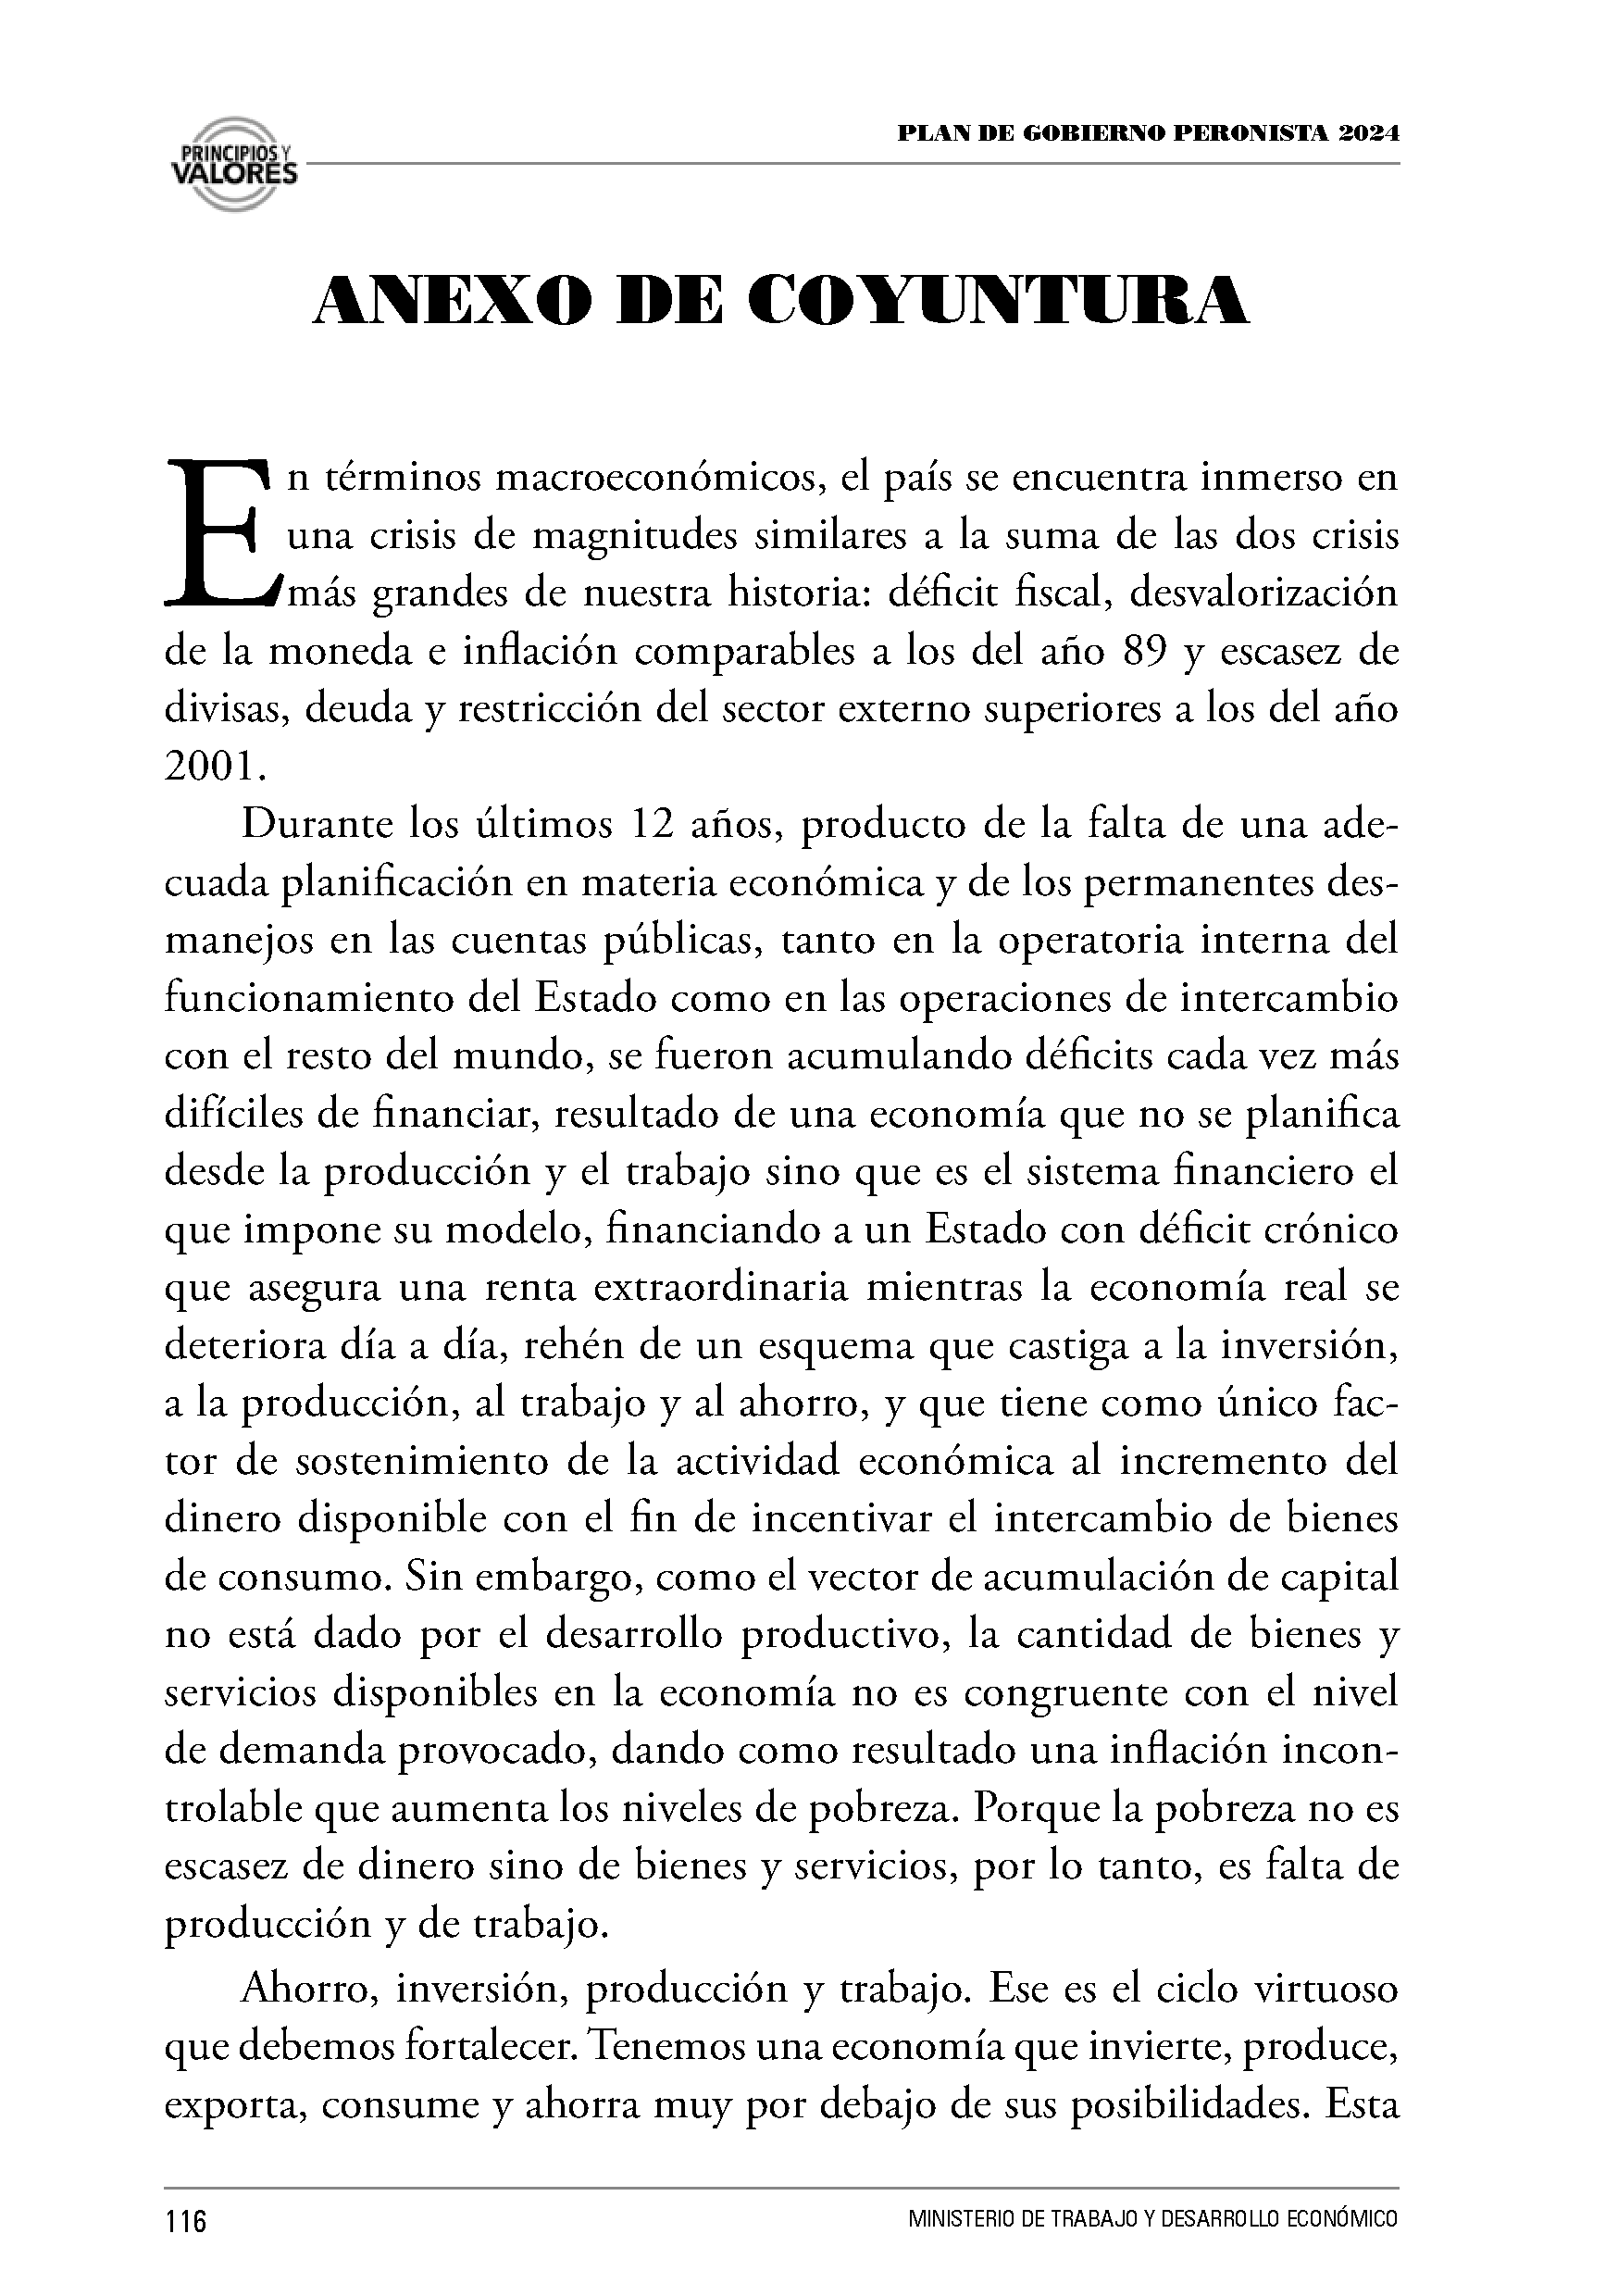 PRINCIPIOS Y
VALORES
PLAN DE GOBIERNO PERONISTA 2024
ANEXO DE COYUNTURA
En términos macroeconómicos, el país se encuentra inmerso en
una crisis de magnitudes similares a la suma de las dos crisis
más grandes de nuestra historia: déficit fiscal, desvalorización
de la moneda e inflación comparables a los del año 89 y escasez de
divisas, deuda y restricción del sector externo superiores a los del año
2001.
Durante los últimos 12 años, producto de la falta de una ade-
cuada planificación en materia económica y de los permanentes des-
manejos en las cuentas públicas, tanto en la operatoria interna del
funcionamiento del Estado como en las operaciones de intercambio
con el resto del mundo, se fueron acumulando déficits cada vez más
difíciles de financiar, resultado de una economía que no se planifica
desde la producción y el trabajo sino que es el sistema financiero el
que impone su modelo, financiando a un Estado con déficit crónico
que asegura una renta extraordinaria mientras la economía real se
deteriora día a día, rehén de un esquema que castiga a la inversión,
a la producción, al trabajo y al ahorro, y que tiene como único fac-
tor de sostenimiento de la actividad económica al incremento del
dinero disponible con el fin de incentivar el intercambio de bienes
de consumo. Sin embargo, como el vector de acumulación de capital
no está dado por el desarrollo productivo, la cantidad de bienes y
servicios disponibles en la economía no es congruente con el nivel
de demanda provocado, dando como resultado una inflación incon-
trolable que aumenta los niveles de pobreza. Porque la pobreza no es
escasez de dinero sino de bienes y servicios, por lo tanto, es falta de
producción y de trabajo.
Ahorro, inversión, producción y trabajo. Ese es el ciclo virtuoso
que debemos fortalecer. Tenemos una economía que invierte, produce,
exporta, consume y ahorra muy por debajo de sus posibilidades. Esta
116
MINISTERIO DE TRABAJO Y DESARROLLO ECONÓMICO